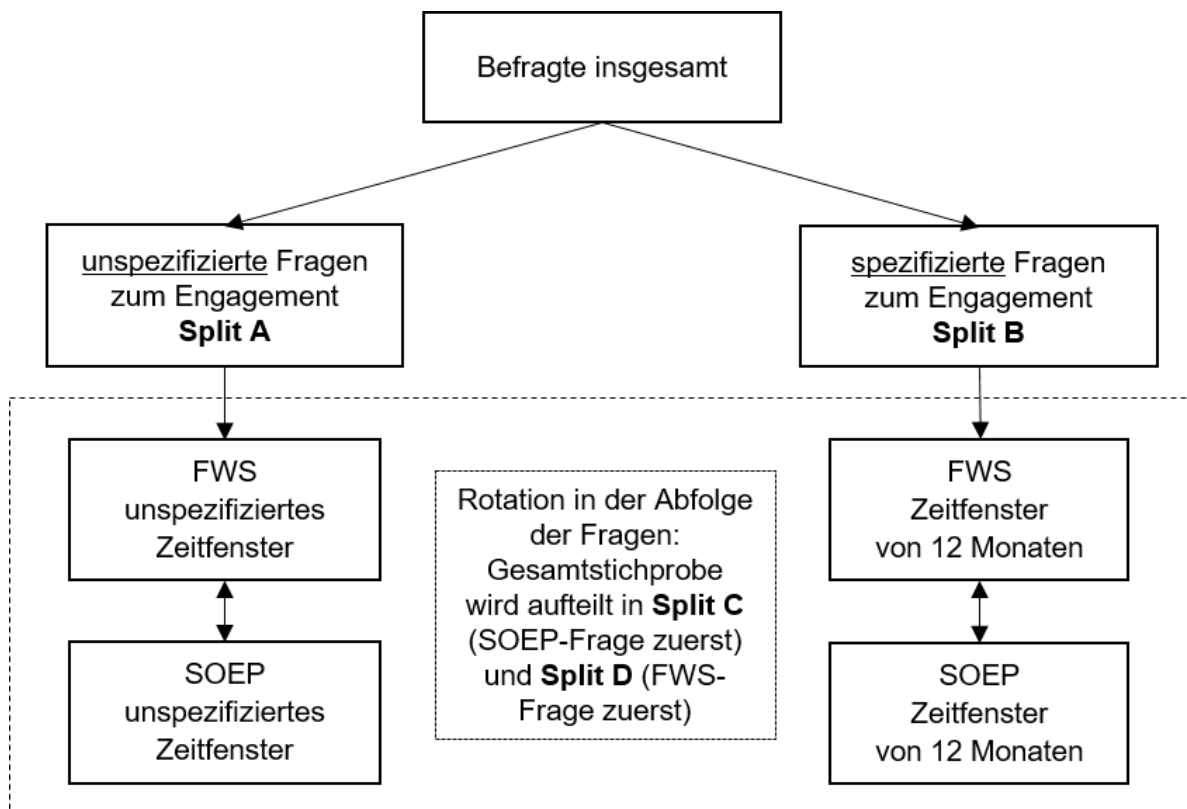 Befragte insgesamt
unspezifizierte Fragen
zum Engagement
Split A
spezifizierte Fragen
zum Engagement
Split B
FWS
unspezifiziertes
Zeitfenster
Rotation in der Abfolge
der Fragen:
Gesamtstichprobe
wird aufteilt in Split C
(SOEP-Frage zuerst)
und Split D (FWS-
Frage zuerst)
FWS
Zeitfenster
von 12 Monaten
SOEP
unspezifiziertes
Zeitfenster
SOEP
Zeitfenster
von 12 Monaten